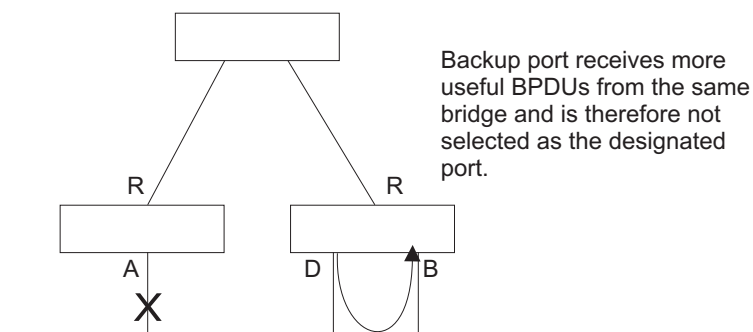 Backup port receives more
useful BPDUs from the same
bridge and is therefore not
selected as the designated
port.
R
R
A
D
B
X